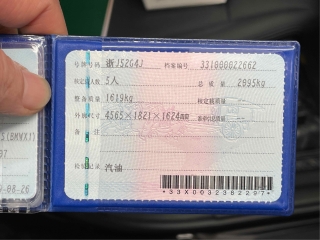 号牌号码 浙J52G4J 档案编号 331000022662
核定载人数 5人 总质量 2095kg
整备质量 1619kg 核定载质量
外廓尺寸 4565×1821×1624mm 准牵引总质量
备注
检验记录 汽油
*33X0032382297*
(BMWX1)
07
-08-26